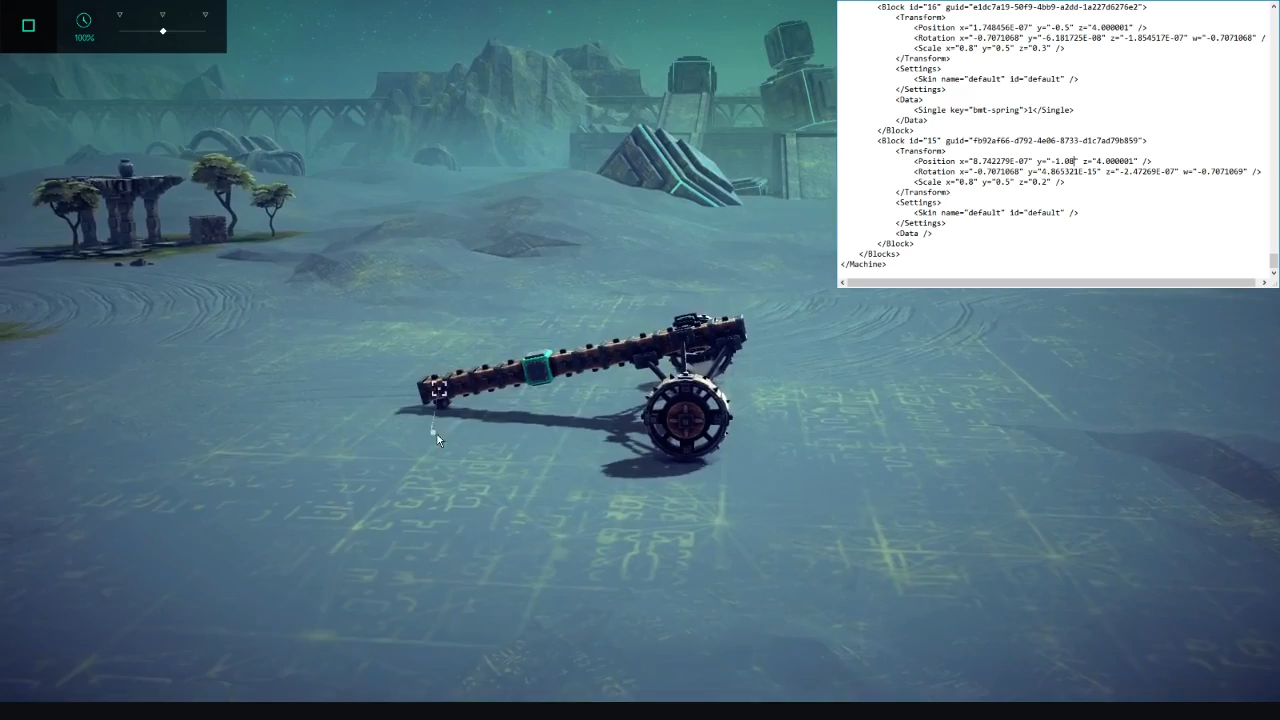 100%
<Block id="16" guid="e1dc7a19-50f9-4bb9-a2dd-1a227d6276e2">
<Transform>
<Position x="1.748456E-07" y="-0.5" z="4.000001" />
<Rotation x="-0.7071068" y="-6.181725E-08" z="-1.854517E-07" w="-0.7071068" /
<Scale x="0.8" y="0.5" z="0.3" />
</Transform>
<Settings>
<Skin name="default" id="default" />
</Settings>
<Data>
<Single key="bmt-spring">1</Single>
</Data>
</Block>
<Block id="15" guid="fb92af66-d792-4e06-8733-d1c7ad79b859">
<Transform>
<Position x="8.742279E-07" y="-1.08" z="4.000001" />
<Rotation x="-0.7071068" y="4.865321E-15" z="-2.47269E-07" w="-0.7071069" />
<Scale x="0.8" y="0.5" z="0.2" />
</Transform>
<Settings>
<Skin name="default" id="default" />
</Settings>
<Data />
</Block>
</Blocks>
</Machine>